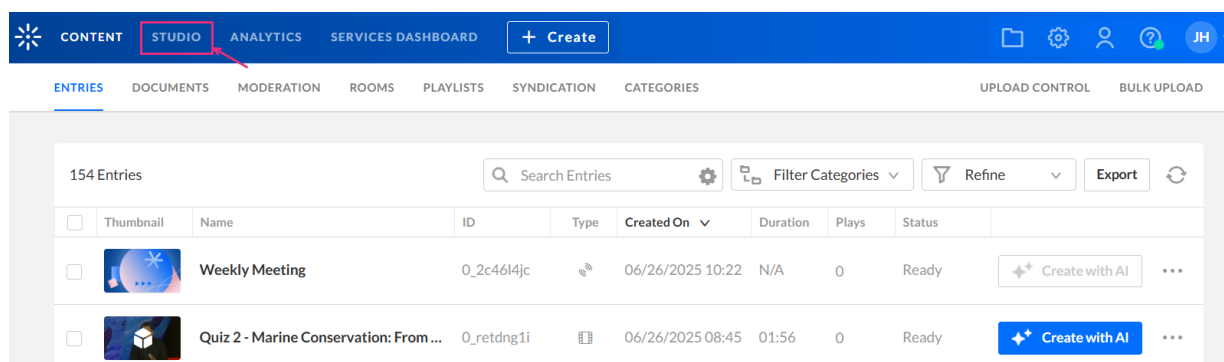 CONTENT STUDIO ANALYTICS SERVICES DASHBOARD + Create JH
ENTRIES DOCUMENTS MODERATION ROOMS PLAYLISTS SYNDICATION CATEGORIES UPLOAD CONTROL BULK UPLOAD
154 Entries Search Entries Filter Categories Refine Export
Thumbnail Name ID Type Created On Duration Plays Status
Weekly Meeting 0_2c46l4jc 06/26/2025 10:22 N/A 0 Ready Create with AI
Quiz 2 - Marine Conservation: From ... 0_retdng1i 06/26/2025 08:45 01:56 0 Ready Create with AI